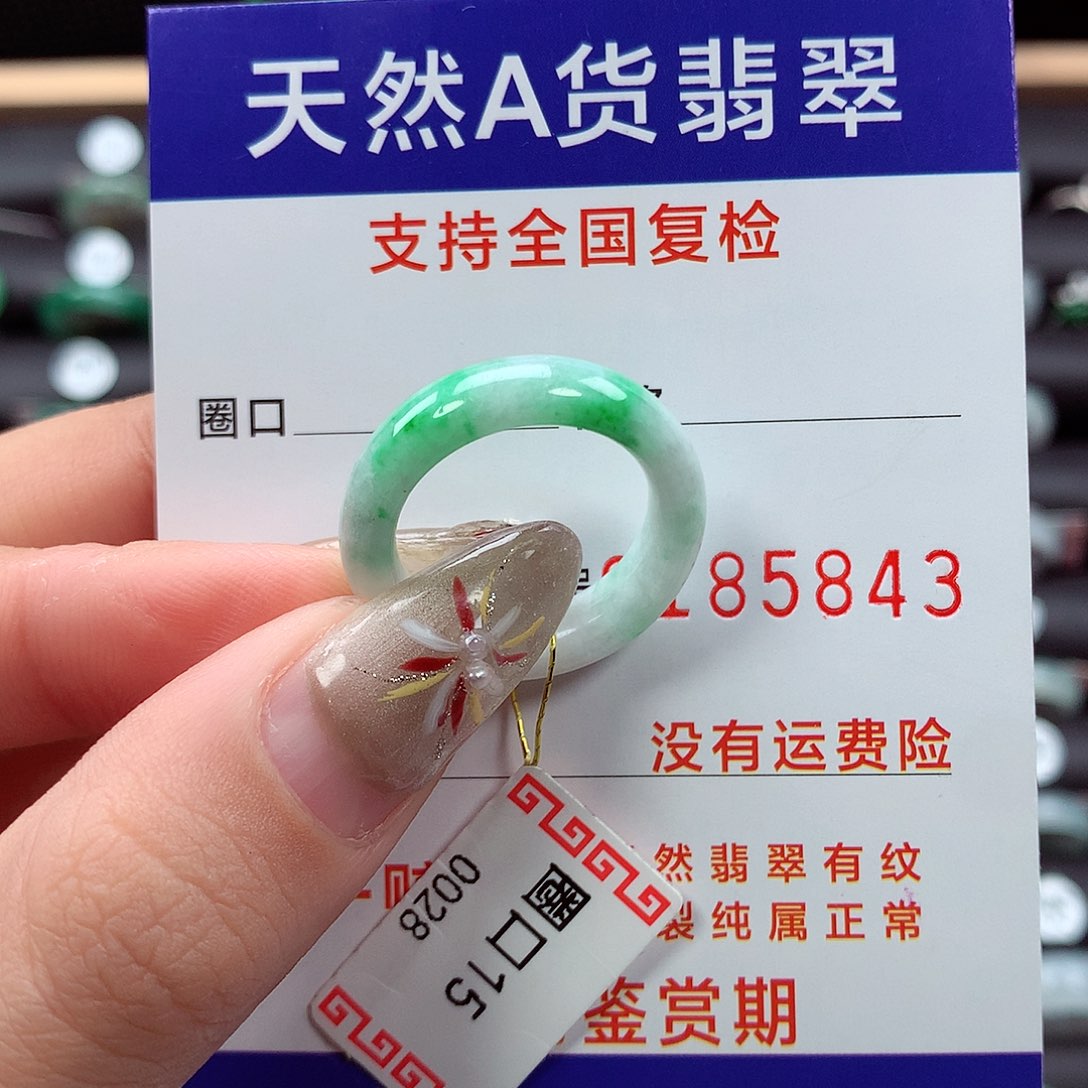 天然A货翡翠
支持全国复检
圈口
185843
没有运费险
然翡翠有纹
裂纯属正常
鉴赏期
圈口15
0028